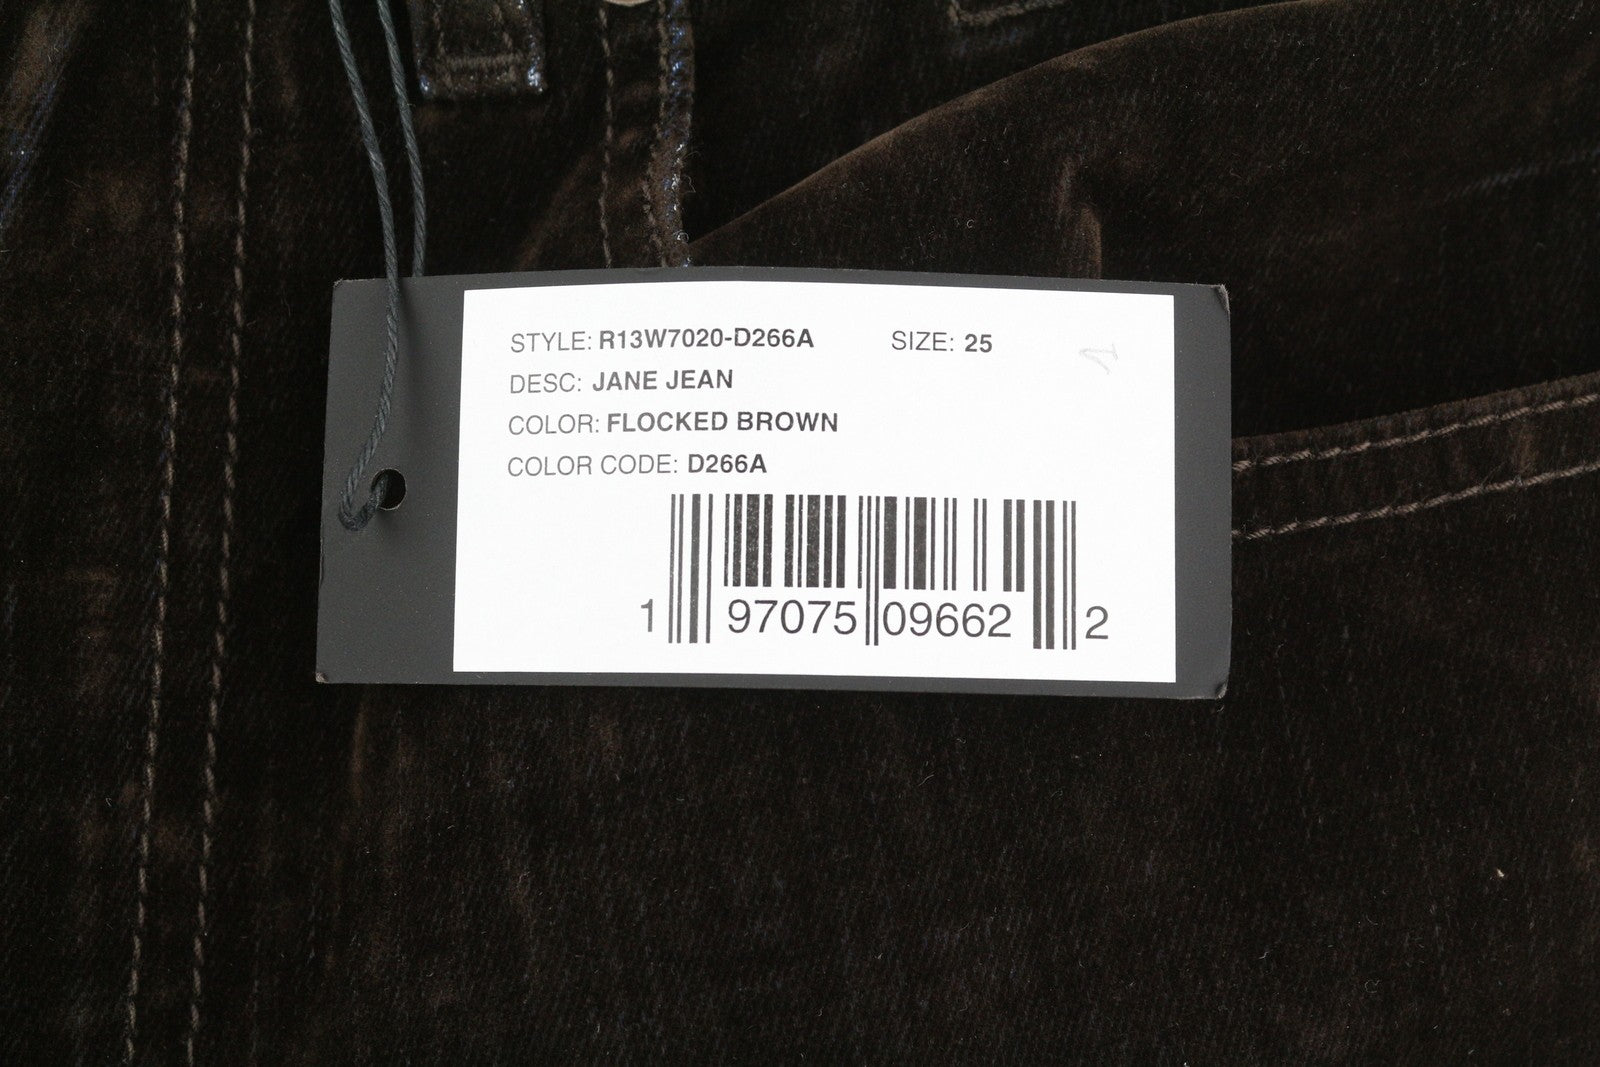 STYLE: R13W7020-D266A SIZE: 25
DESC: JANE JEAN
COLOR: FLOCKED BROWN
COLOR CODE: D266A
1 97075 09662 2